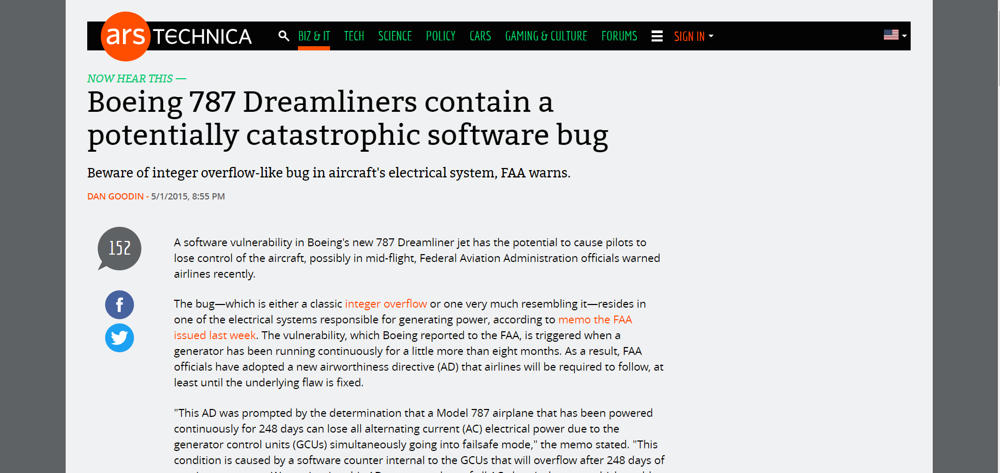 ars TECHNICA
BIZ & IT TECH SCIENCE POLICY CARS GAMING & CULTURE FORUMS SIGN IN
NOW HEAR THIS —
Boeing 787 Dreamliners contain a
potentially catastrophic software bug
Beware of integer overflow-like bug in aircraft's electrical system, FAA warns.
DAN GOODIN - 5/1/2015, 8:55 PM
152
A software vulnerability in Boeing's new 787 Dreamliner jet has the potential to cause pilots to
lose control of the aircraft, possibly in mid-flight, Federal Aviation Administration officials warned
airlines recently.
The bug—which is either a classic integer overflow or one very much resembling it—resides in
one of the electrical systems responsible for generating power, according to memo the FAA
issued last week. The vulnerability, which Boeing reported to the FAA, is triggered when a
generator has been running continuously for a little more than eight months. As a result, FAA
officials have adopted a new airworthiness directive (AD) that airlines will be required to follow, at
least until the underlying flaw is fixed.
"This AD was prompted by the determination that a Model 787 airplane that has been powered
continuously for 248 days can lose all alternating current (AC) electrical power due to the
generator control units (GCUs) simultaneously going into failsafe mode," the memo stated. "This
condition is caused by a software counter internal to the GCUs that will overflow after 248 days of